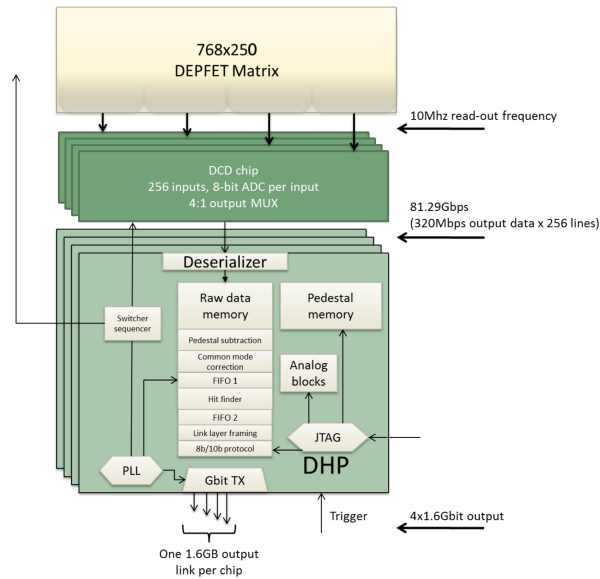 768x250
DEPFET Matrix
10Mhz read-out frequency
DCD chip
256 inputs, 8-bit ADC per input
4:1 output MUX
81.29Gbps
(320Mbps output data x 256 lines)
Deserializer
Raw data
memory
Pedestal
memory
Switcher
sequencer
Pedestal subtraction
Common mode
correction
Analog
blocks
FIFO 1
Hit finder
FIFO 2
Link layer framing
8b/10b protocol
JTAG
DHP
PLL
Gbit TX
Trigger
4x1.6Gbit output
One 1.6GB output
link per chip